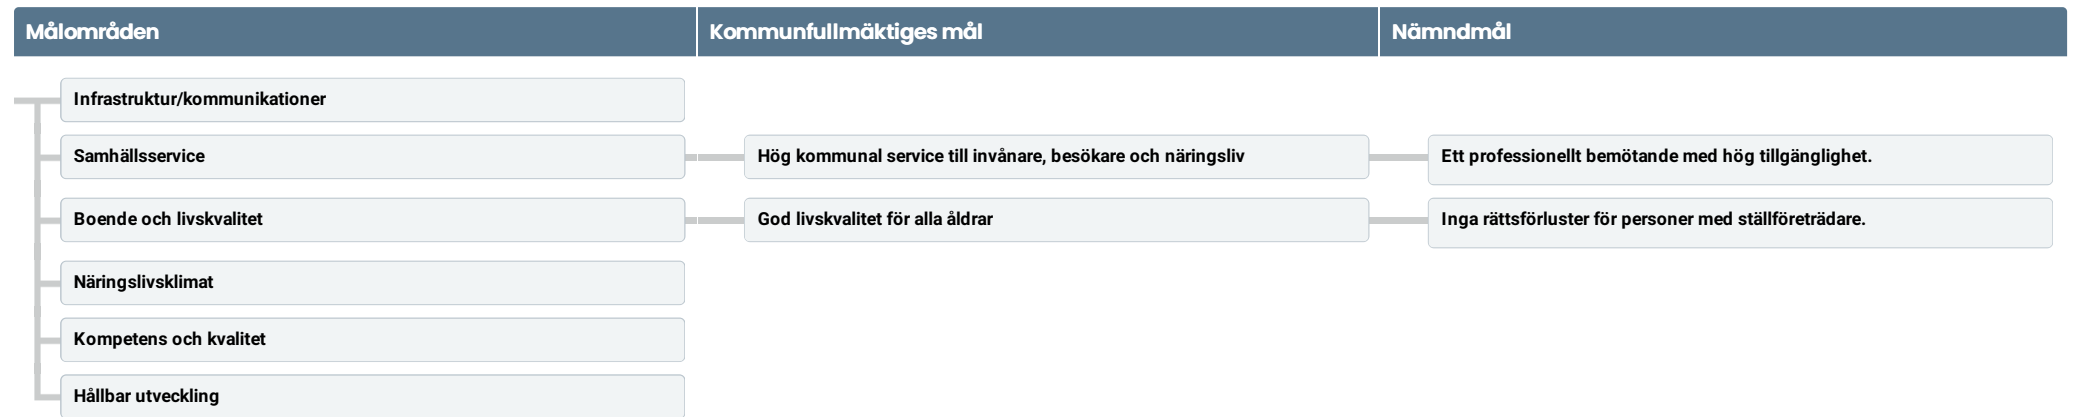 Målområden
Kommunfullmäktiges mål
Nämndmål
Infrastruktur/kommunikationer
Samhällsservice
Hög kommunal service till invånare, besökare och näringsliv
Ett professionellt bemötande med hög tillgänglighet.
Boende och livskvalitet
God livskvalitet för alla åldrar
Inga rättsförluster för personer med ställföreträdare.
Näringslivsklimat
Kompetens och kvalitet
Hållbar utveckling